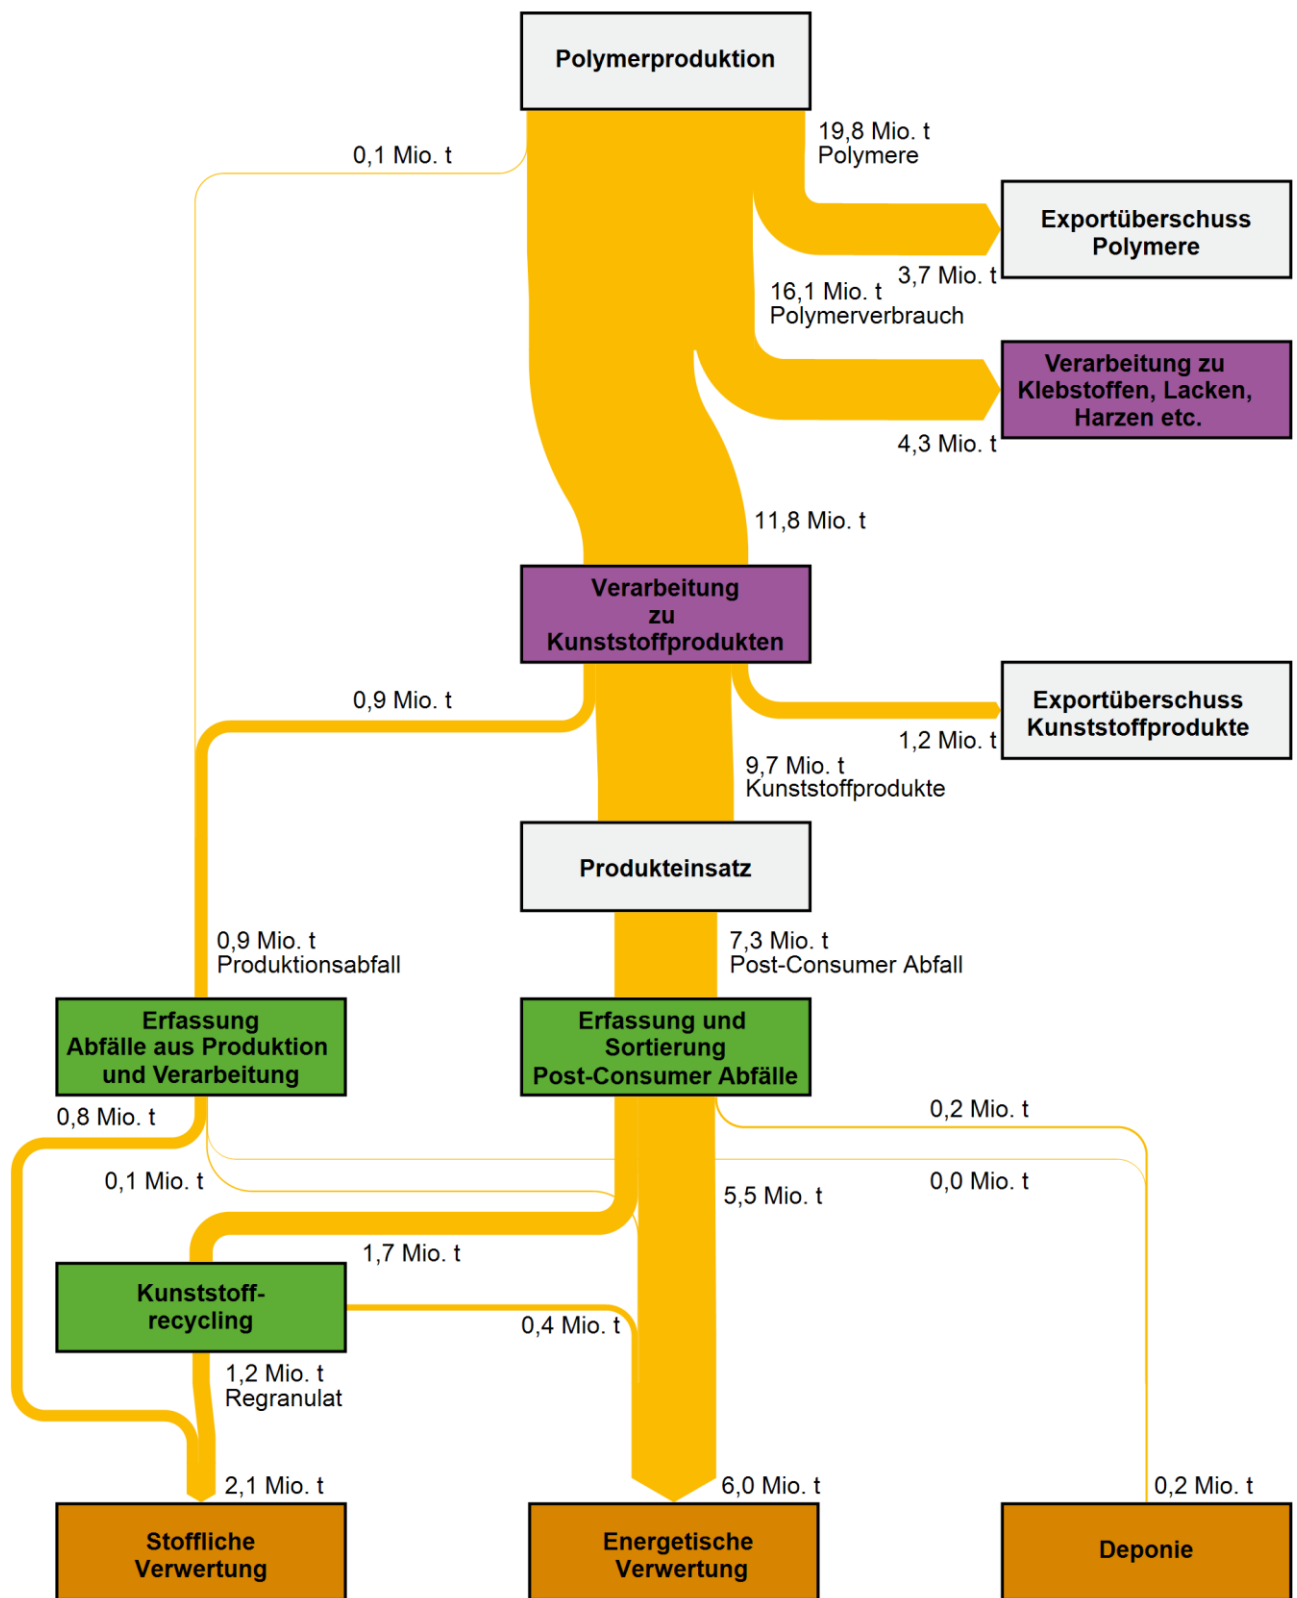 Polymerproduktion
0,1 Mio. t
19,8 Mio. t
Polymere
Exportüberschuss
Polymere
3,7 Mio. t
16,1 Mio. t
Polymerverbrauch
Verarbeitung zu
Klebstoffen, Lacken,
Harzen etc.
4,3 Mio. t
11,8 Mio. t
Verarbeitung
zu
Kunststoffprodukten
0,9 Mio. t
Exportüberschuss
Kunststoffprodukte
1,2 Mio. t
9,7 Mio. t
Kunststoffprodukte
Produkteinsatz
0,9 Mio. t
Produktionsabfall
7,3 Mio. t
Post-Consumer Abfall
Erfassung
Abfälle aus Produktion
und Verarbeitung
Erfassung und
Sortierung
Post-Consumer Abfälle
0,8 Mio. t
0,2 Mio. t
0,1 Mio. t
0,0 Mio. t
5,5 Mio. t
1,7 Mio. t
Kunststoff-
recycling
0,4 Mio. t
1,2 Mio. t
Regranulat
2,1 Mio. t
6,0 Mio. t
0,2 Mio. t
Stoffliche
Verwertung
Energetische
Verwertung
Deponie